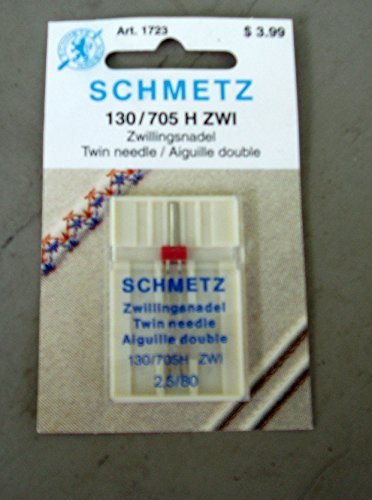 Art. 1723
$ 3.99
SCHMETZ
130/705 H ZWI
Zwillingsnadel
Twin needle / Aiguille double
SCHMETZ
Zwillingsnadel
Twin needle
Aiguille double
130/705H ZWI
2,5/80